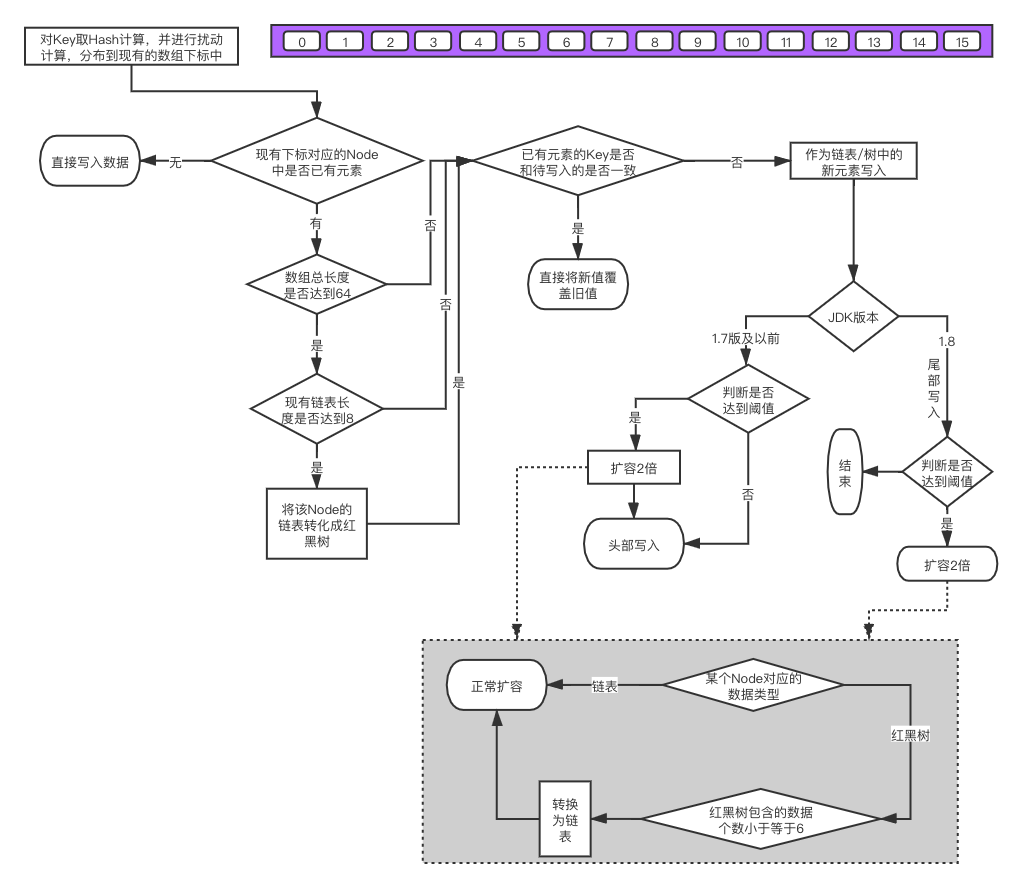 对Key取Hash计算，并进行扰动
计算，分布到现有的数组下标中
0 1 2 3 4 5 6 7 8 9 10 11 12 13 14 15
现有下标对应的Node
中是否已有元素
无
直接写入数据
有
数组总长度
是否达到64
否
是
现有链表长
度是否达到8
否
是
将该Node的
链表转化成红
黑树
是
已有元素的Key是否
和待写入的是否一致
是
直接将新值覆
盖旧值
否
作为链表/树中的
新元素写入
JDK版本
1.7版及以前
判断是否
达到阈值
是
扩容2倍
否
头部写入
1.8
尾
部
写
入
判断是否
达到阈值
结
束
是
扩容2倍
某个Node对应的
数据类型
链表
正常扩容
红黑树
红黑树包含的数据
个数小于等于6
转换
为链
表